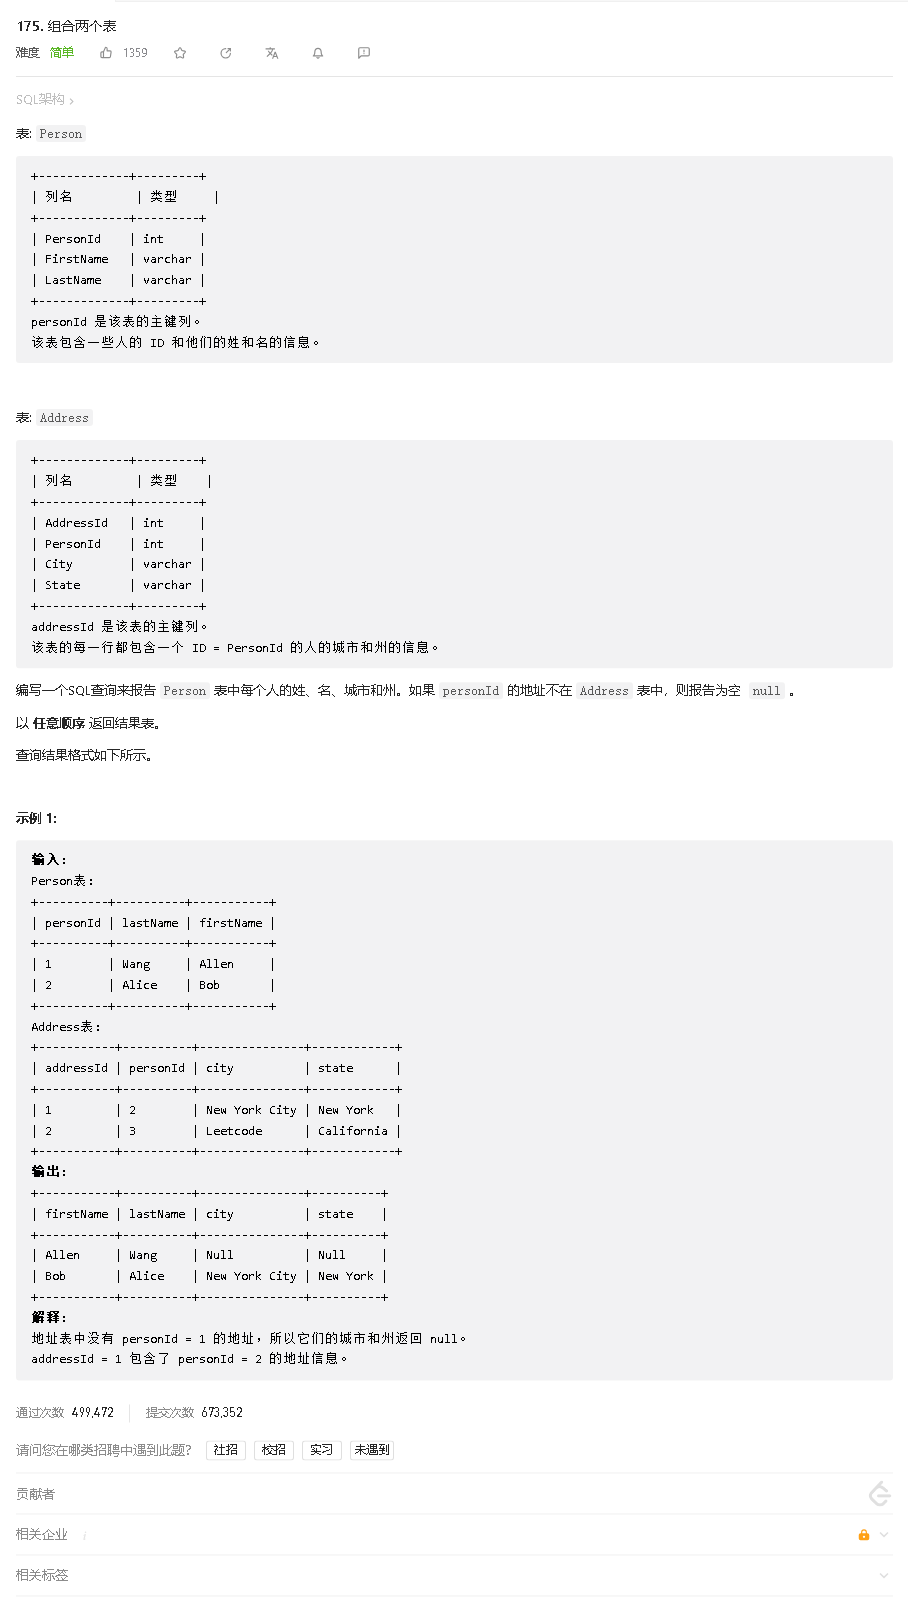 175. 组合两个表
难度 简单 1359
SQL架构 ›
表: Person
+-------------+---------+
| 列名         | 类型     |
+-------------+---------+
| PersonId    | int     |
| FirstName   | varchar |
| LastName    | varchar |
+-------------+---------+
personId 是该表的主键列。
该表包含一些人的 ID 和他们的姓和名的信息。
表: Address
+-------------+---------+
| 列名         | 类型    |
+-------------+---------+
| AddressId   | int     |
| PersonId    | int     |
| City        | varchar |
| State       | varchar |
+-------------+---------+
addressId 是该表的主键列。
该表的每一行都包含一个 ID = PersonId 的人的城市和州的信息。
编写一个SQL查询来报告 Person 表中每个人的姓、名、城市和州。如果 personId 的地址不在 Address 表中，则报告为空 null 。
以 任意顺序 返回结果表。
查询结果格式如下所示。
示例 1:
输入:
Person表:
+----------+----------+-----------+
| personId | lastName | firstName |
+----------+----------+-----------+
| 1        | Wang     | Allen     |
| 2        | Alice    | Bob       |
+----------+----------+-----------+
Address表:
+-----------+----------+---------------+------------+
| addressId | personId | city          | state      |
+-----------+----------+---------------+------------+
| 1         | 2        | New York City | New York   |
| 2         | 3        | Leetcode      | California |
+-----------+----------+---------------+------------+
输出:
+-----------+----------+---------------+----------+
| firstName | lastName | city          | state    |
+-----------+----------+---------------+----------+
| Allen     | Wang     | Null          | Null     |
| Bob       | Alice    | New York City | New York |
+-----------+----------+---------------+----------+
解释:
地址表中没有 personId = 1 的地址，所以它们的城市和州返回 null。
addressId = 1 包含了 personId = 2 的地址信息。
通过次数 499,472 提交次数 673,352
请问您在哪类招聘中遇到此题? 社招 校招 实习 未遇到
贡献者
相关企业 i
相关标签